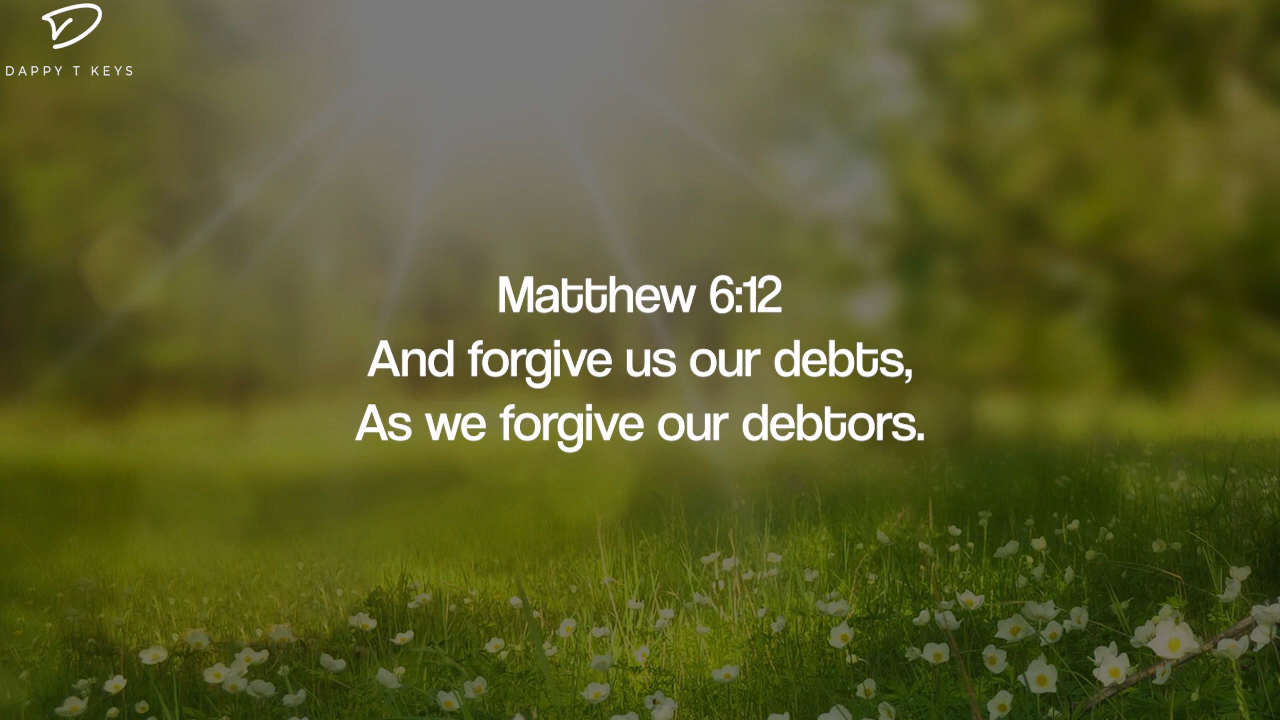 DAPPY T KEYS
Matthew 6:12
And forgive us our debts,
As we forgive our debtors.